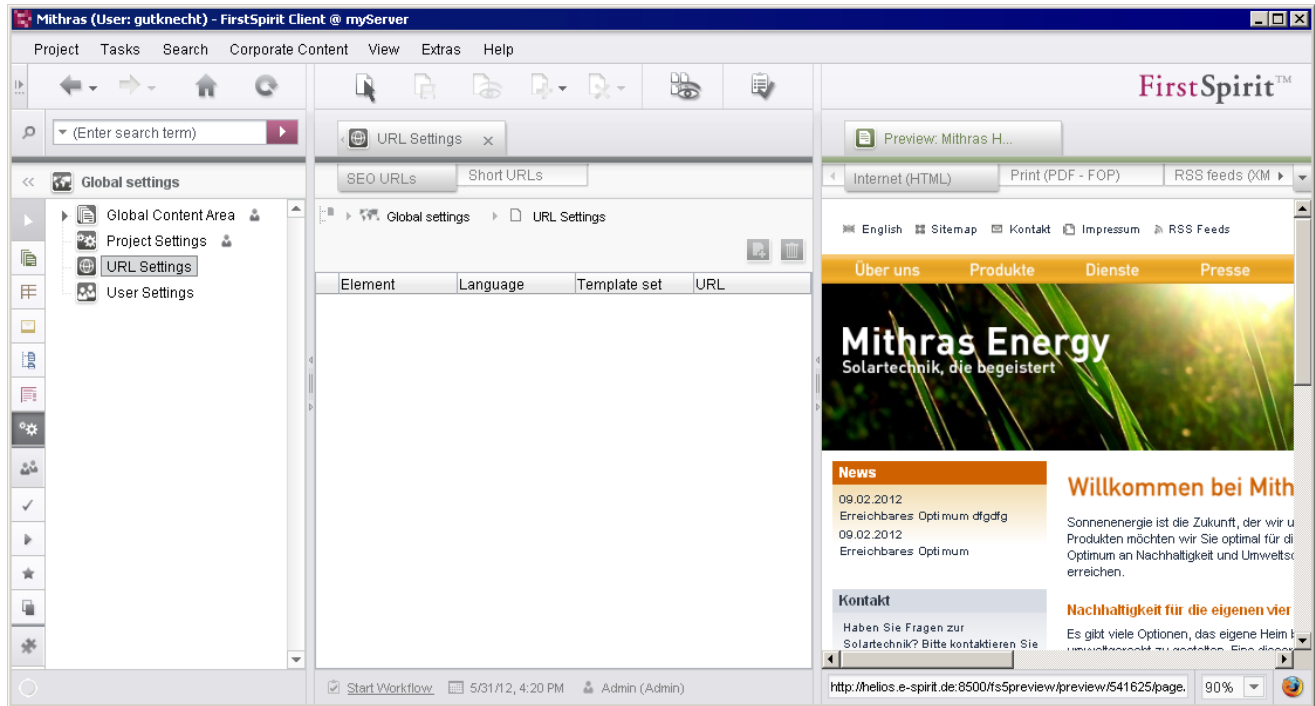 Mithras (User: gutknecht) - FirstSpirit Client @ myServer
Project Tasks Search Corporate Content View Extras Help
FirstSpirit™
(Enter search term)
URL Settings
Preview: Mithras H...
Global settings
SEO URLs
Short URLs
Internet (HTML)
Print (PDF - FOP)
RSS feeds (XM
Global Content Area
Project Settings
URL Settings
User Settings
Global settings
URL Settings
Element Language Template set URL
English Sitemap Kontakt Impressum RSS Feeds
Über uns Produkte Dienste Presse
Mithras Energy
Solartechnik, die begeistert
News
09.02.2012
Erreichbares Optimum dfgdfg
09.02.2012
Erreichbares Optimum
Kontakt
Haben Sie Fragen zur
Solartechnik? Bitte kontaktieren Sie
Willkommen bei Mith
Sonnenenergie ist die Zukunft, der wir u
Produkten möchten wir Sie optimal für di
Optimum an Nachhaltigkeit und Umweltsc
erreichen.
Nachhaltigkeit für die eigenen vier
Es gibt viele Optionen, das eigene Heim
Start Workflow 5/31/12, 4:20 PM Admin (Admin)
http://helios.e-spirit.de:8500/fs5preview/preview/541625/page.
90%